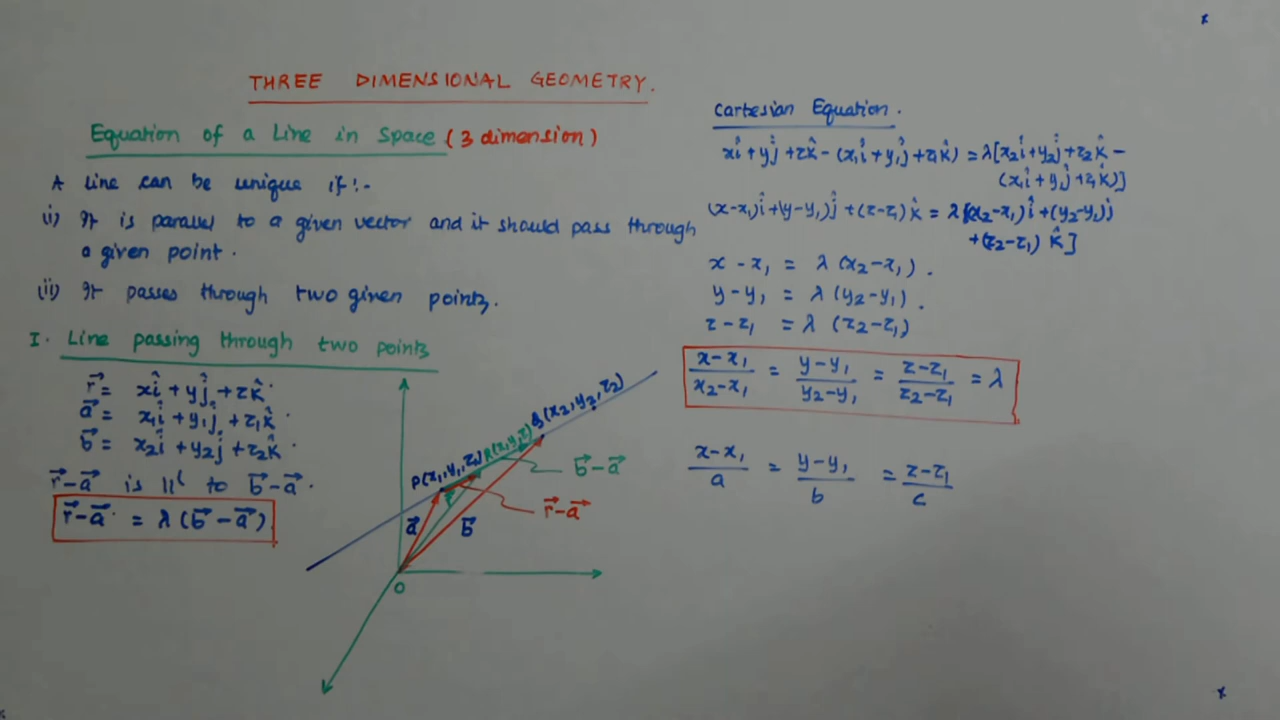 THREE DIMENSIONAL GEOMETRY.
Equation of a Line in Space (3 dimension)
A line can be unique if :-
(i) It is parallel to a given vector and it should pass through
a given point.
(ii) It passes through two given points.
I. Line passing through two points
r⃗ = xî + yĵ + zk̂
a⃗ = x₁î + y₁ĵ + z₁k̂
b⃗ = x₂î + y₂ĵ + z₂k̂
r⃗-a⃗ is ||ˡ to b⃗-a⃗.
r⃗-a⃗ = λ(b⃗-a⃗)
P(x₁,y₁,z₁)
R(x,y,z)
Q(x₂,y₂,z₂)
b⃗-a⃗
r⃗-a⃗
a⃗
r⃗
b⃗
O
Cartesian Equation.
xî+yĵ+zk̂-(x₁î+y₁ĵ+z₁k̂) = λ[x₂î+y₂ĵ+z₂k̂-
(x₁î+y₁ĵ+z₁k̂)]
(x-x₁)î+(y-y₁)ĵ+(z-z₁)k̂ = λ[(x₂-x₁)î+(y₂-y₁)ĵ
+(z₂-z₁)k̂]
x-x₁ = λ(x₂-x₁).
y-y₁ = λ(y₂-y₁).
z-z₁ = λ(z₂-z₁)
x-x₁/x₂-x₁ = y-y₁/y₂-y₁ = z-z₁/z₂-z₁ = λ
x-x₁/a = y-y₁/b = z-z₁/c